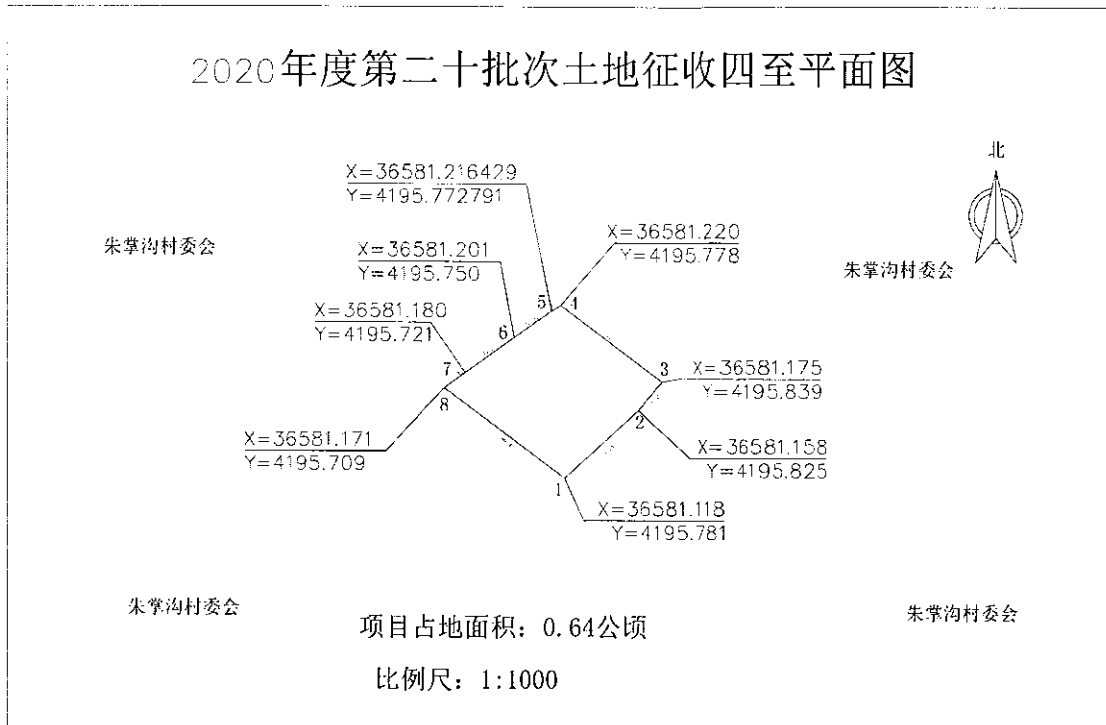 2020年度第二十批次土地征收四至平面图
北
X=36581.216429
Y=4195.772791
X=36581.220
Y=4195.778
朱掌沟村委会
X=36581.201
Y=4195.750
朱掌沟村委会
X=36581.180
Y=4195.721
5
4
6
7
3
X=36581.175
Y=4195.839
8
2
X=36581.171
Y=4195.709
X=36581.158
Y=4195.825
1
X=36581.118
Y=4195.781
朱掌沟村委会
朱掌沟村委会
项目占地面积：0.64公顷
比例尺：1:1000